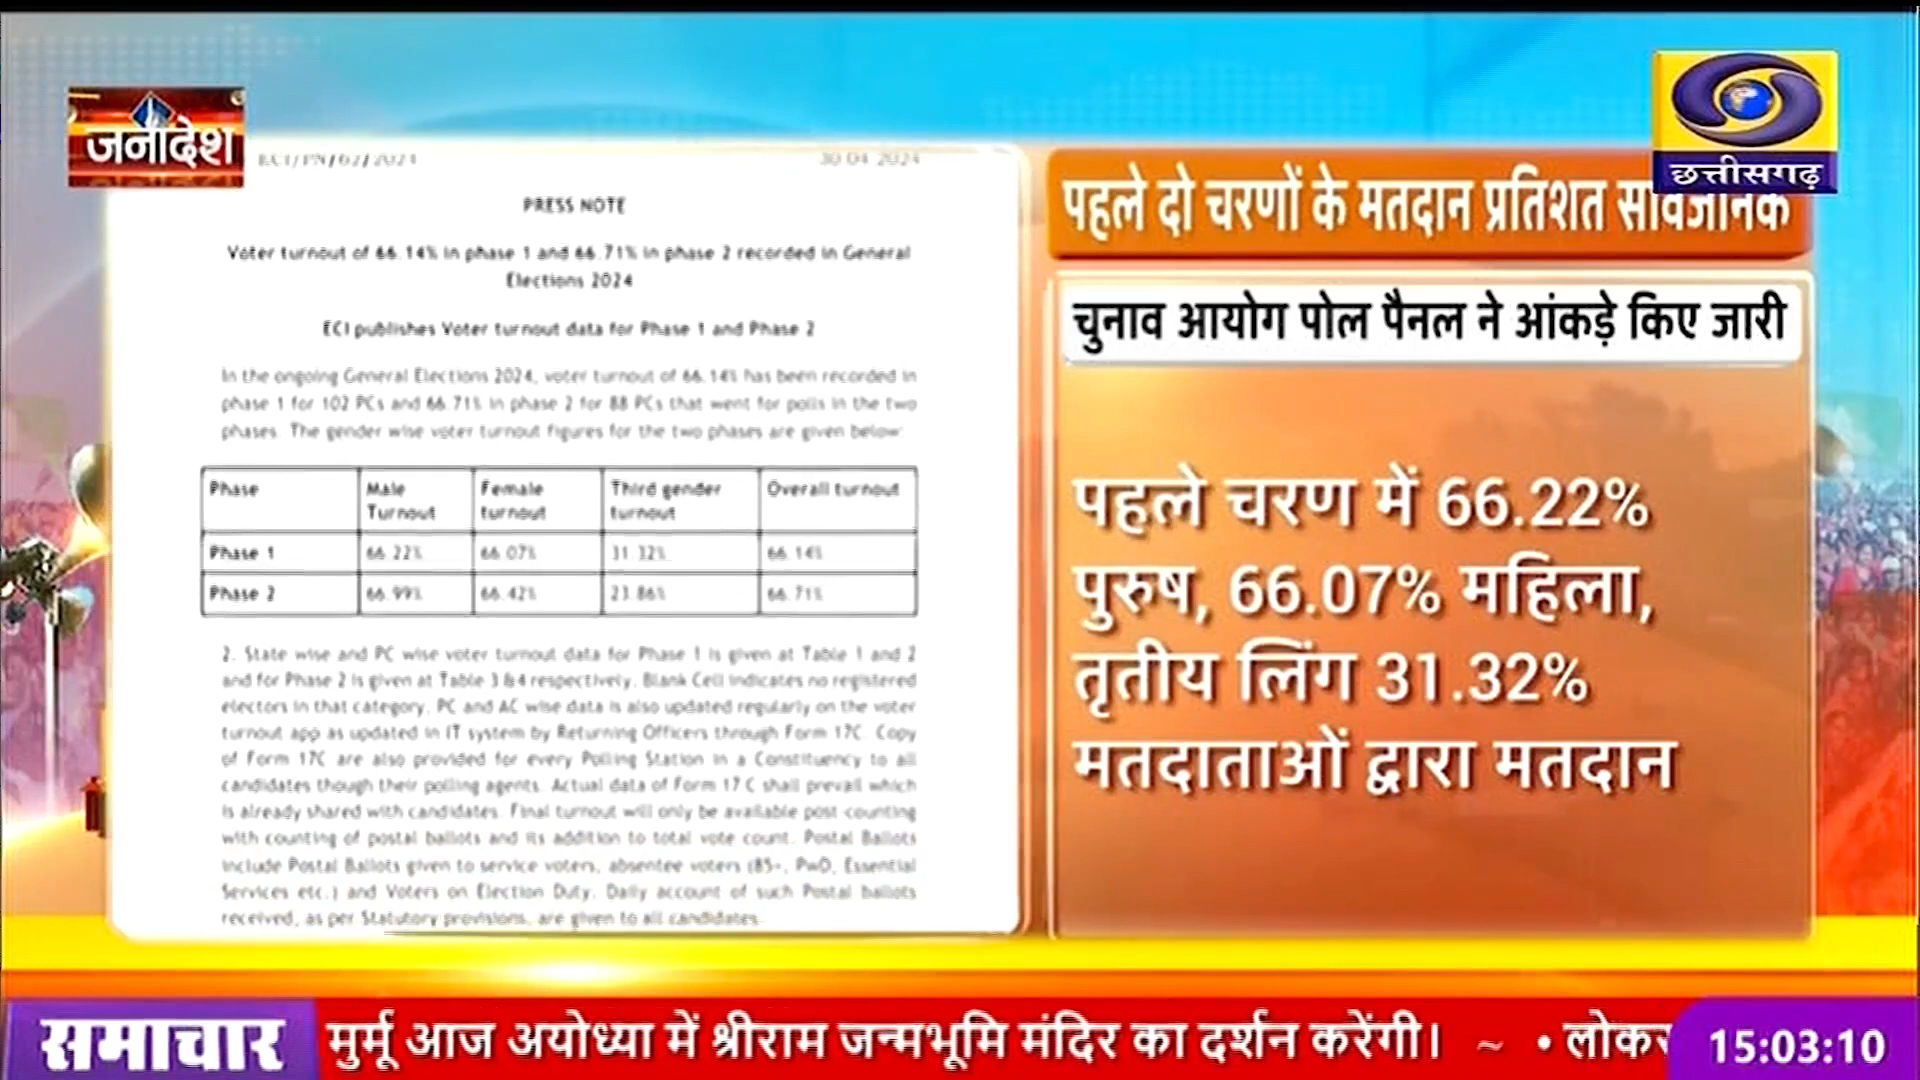 जनादेश
ECI/PN/62/2024
30.04.2024
छत्तीसगढ़
PRESS NOTE
Voter turnout of 66.14% in phase 1 and 66.71% in phase 2 recorded in General
Elections 2024
ECI publishes Voter turnout data for Phase 1 and Phase 2
In the ongoing General Elections 2024, voter turnout of 66.14% has been recorded in
phase 1 for 102 PCs and 66.71% in phase 2 for 88 PCs that went for polls in the two
phases. The gender wise voter turnout figures for the two phases are given below:
Phase Male Turnout Female turnout Third gender turnout Overall turnout
Phase 1 66.22% 66.07% 31.32% 66.14%
Phase 2 66.99% 66.42% 23.86% 66.71%
2. State wise and PC wise voter turnout data for Phase 1 is given at Table 1 and 2
and for Phase 2 is given at Table 3 &4 respectively. Blank Cell indicates no registered
electors in that category. PC and AC wise data is also updated regularly on the voter
turnout app as updated in IT system by Returning Officers through Form 17C. Copy
of Form 17C are also provided for every Polling Station in a Constituency to all
candidates though their polling agents. Actual data of Form 17 C shall prevail which
is already shared with candidates. Final turnout will only be available post-counting
with counting of postal ballots and its addition to total vote count. Postal Ballots
include Postal Ballots given to service voters, absentee voters (85+, PwD, Essential
Services etc.) and Voters on Election Duty. Daily account of such Postal ballots
received, as per Statutory provisions, are given to all candidates.
पहले दो चरणों के मतदान प्रतिशत सार्वजनिक
चुनाव आयोग पोल पैनल ने आंकड़े किए जारी
पहले चरण में 66.22%
पुरुष, 66.07% महिला,
तृतीय लिंग 31.32%
मतदाताओं द्वारा मतदान
समाचार
मुर्मू आज अयोध्या में श्रीराम जन्मभूमि मंदिर का दर्शन करेंगी। ~ • लोकस
15:03:10